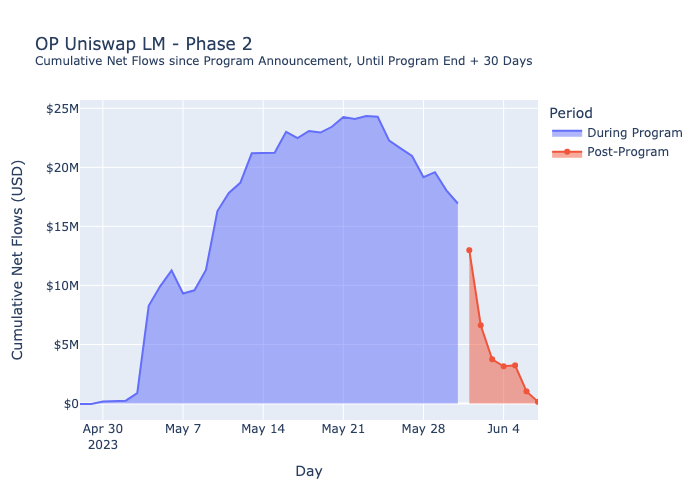 OP Uniswap LM - Phase 2
Cumulative Net Flows since Program Announcement, Until Program End + 30 Days
Period
During Program
Post-Program
Cumulative Net Flows (USD)
$25M
$20M
$15M
$10M
$5M
$0
Apr 30
2023
May 7
May 14
May 21
May 28
Jun 4
Day